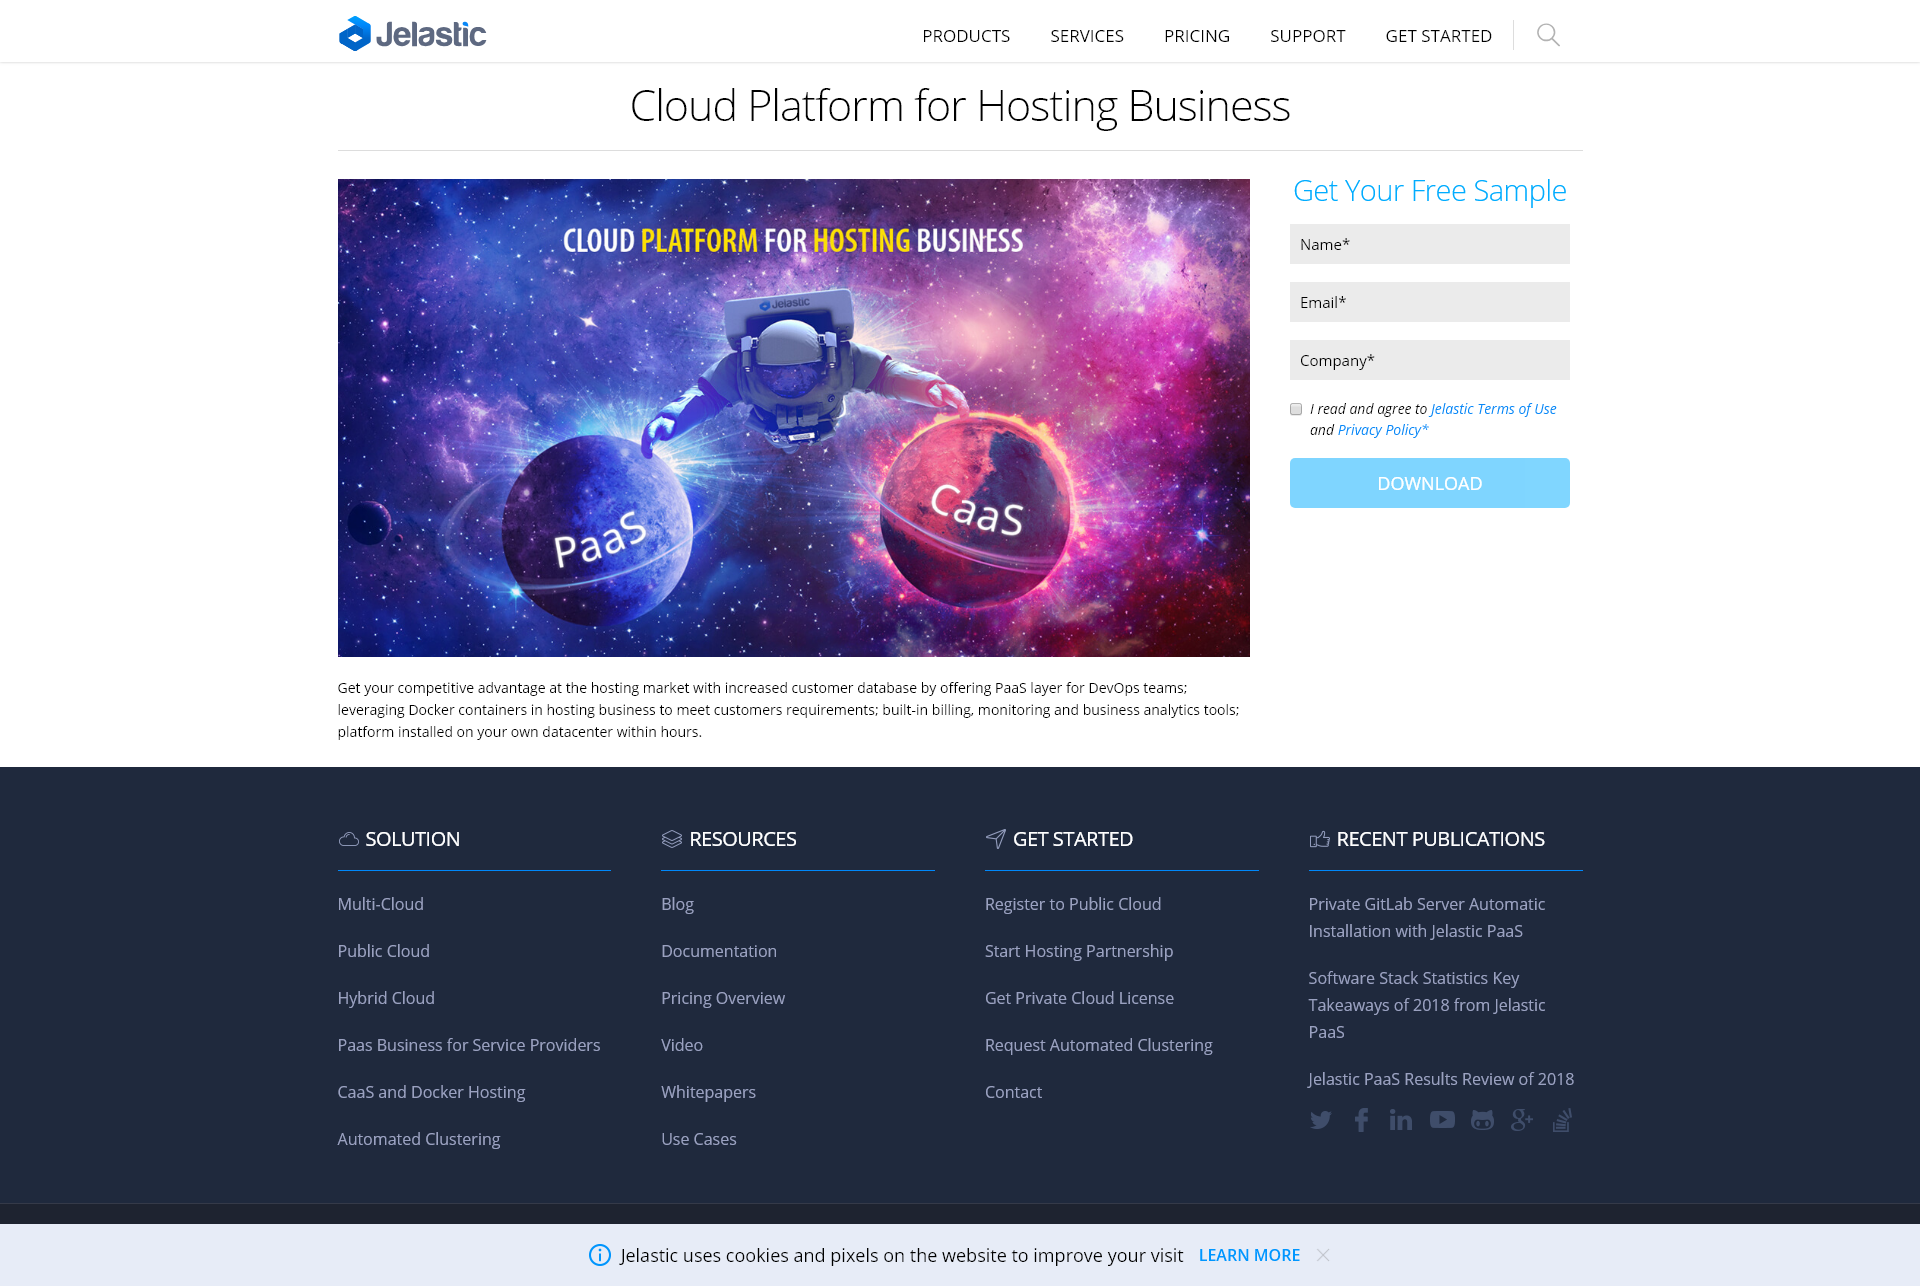 Jelastic
PRODUCTS
SERVICES
PRICING
SUPPORT
GET STARTED
Cloud Platform for Hosting Business
CLOUD PLATFORM FOR HOSTING BUSINESS
Jelastic
PaaS
CaaS
Get Your Free Sample
Name*
Email*
Company*
I read and agree to Jelastic Terms of Use
and Privacy Policy*
DOWNLOAD
Get your competitive advantage at the hosting market with increased customer database by offering PaaS layer for DevOps teams;
leveraging Docker containers in hosting business to meet customers requirements; built-in billing, monitoring and business analytics tools;
platform installed on your own datacenter within hours.
SOLUTION
Multi-Cloud
Public Cloud
Hybrid Cloud
Paas Business for Service Providers
CaaS and Docker Hosting
Automated Clustering
RESOURCES
Blog
Documentation
Pricing Overview
Video
Whitepapers
Use Cases
GET STARTED
Register to Public Cloud
Start Hosting Partnership
Get Private Cloud License
Request Automated Clustering
Contact
RECENT PUBLICATIONS
Private GitLab Server Automatic
Installation with Jelastic PaaS
Software Stack Statistics Key
Takeaways of 2018 from Jelastic
PaaS
Jelastic PaaS Results Review of 2018
Jelastic uses cookies and pixels on the website to improve your visit LEARN MORE